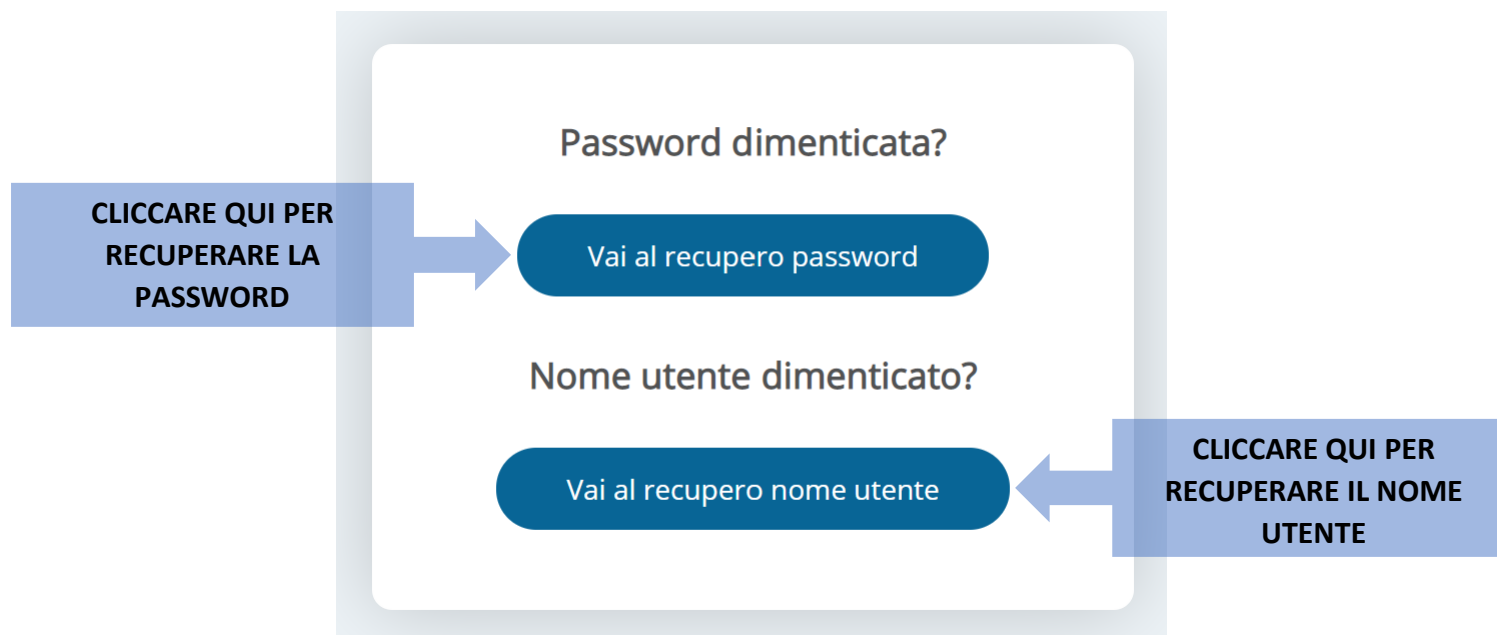 Password dimenticata?
CLICCARE QUI PER
RECUPERARE LA
PASSWORD
Vai al recupero password
Nome utente dimenticato?
Vai al recupero nome utente
CLICCARE QUI PER
RECUPERARE IL NOME
UTENTE